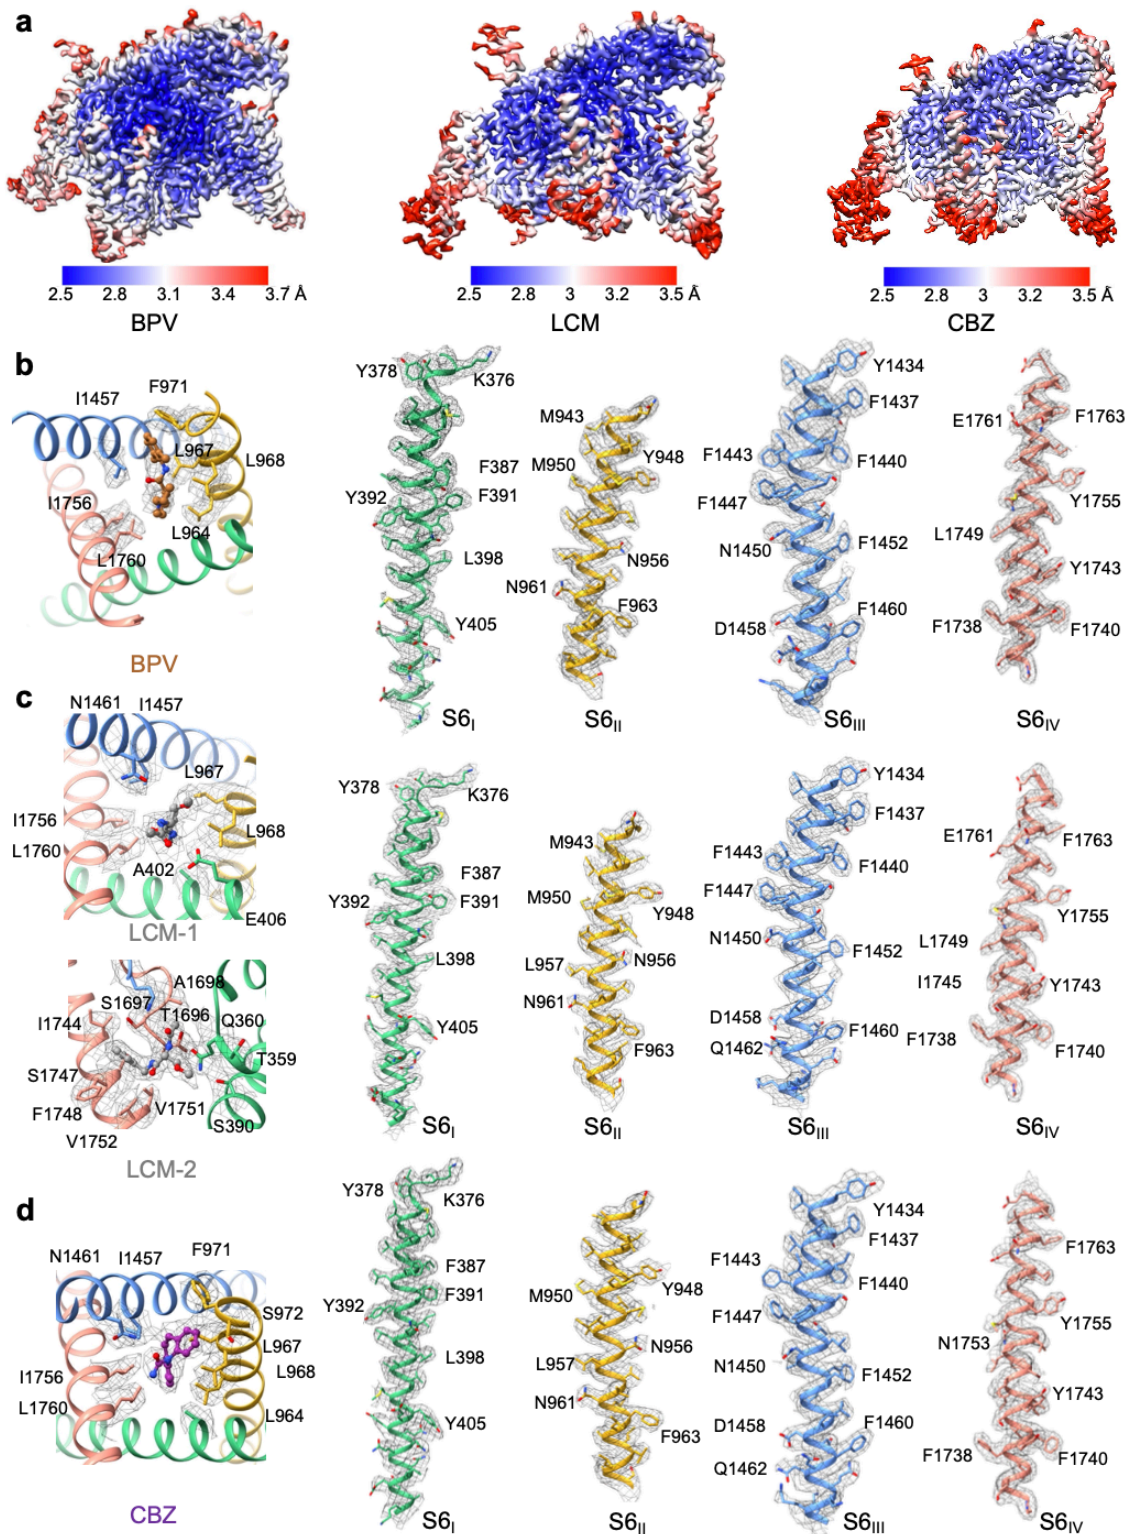 a
2.5 2.8 3.1 3.4 3.7 Å
BPV
2.5 2.8 3 3.2 3.5 Å
LCM
2.5 2.8 3 3.2 3.5 Å
CBZ
b
F971
I1457
L967
L968
I1756
L964
L1760
BPV
Y378
K376
F387
F391
Y392
L398
Y405
S6I
M943
Y948
M950
N956
N961
F963
S6II
Y1434
F1437
F1443
F1440
F1447
N1450
F1452
F1460
D1458
S6III
E1761
F1763
Y1755
L1749
Y1743
F1738
F1740
S6IV
c
N1461 I1457
L967
I1756
L968
L1760
A402
E406
LCM-1
A1698
S1697
T1696
I1744
Q360
T359
S1747
F1748
V1751
S390
V1752
LCM-2
Y378
K376
F387
Y392
F391
L398
Y405
S6I
M943
M950
Y948
L957
N956
N961
F963
S6II
Y1434
F1437
F1443
F1440
F1447
N1450
F1452
D1458
F1460
Q1462
S6III
E1761
F1763
Y1755
L1749
I1745
Y1743
F1738
F1740
S6IV
d
N1461 I1457
F971
S972
L967
I1756
L968
L1760
L964
CBZ
Y378
K376
F387
Y392
F391
L398
Y405
S6I
M950
Y948
N956
L957
N961
F963
S6II
Y1434
F1437
F1443
F1440
F1447
N1450
F1452
D1458
F1460
Q1462
S6III
F1763
Y1755
N1753
Y1743
F1738
F1740
S6IV